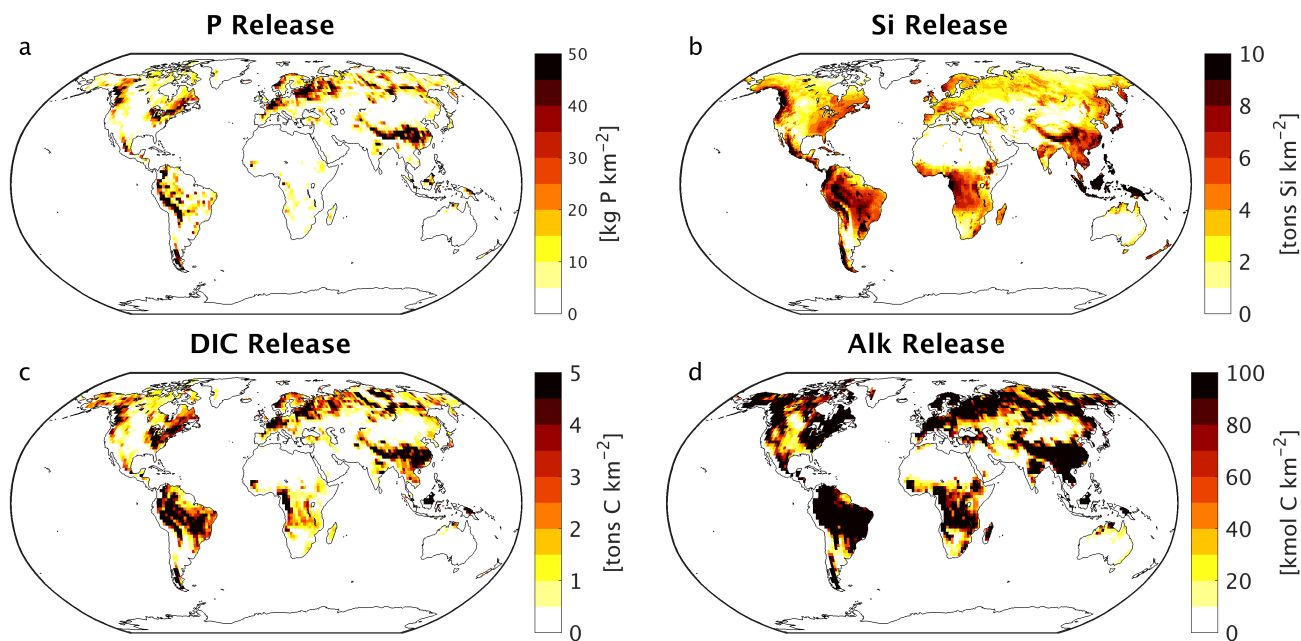 P Release
a
50
40
30
20
10
0
[kg P km⁻²]
Si Release
b
10
8
6
4
2
0
[tons Si km⁻²]
DIC Release
c
5
4
3
2
1
0
[tons C km⁻²]
Alk Release
d
100
80
60
40
20
0
[kmol C km⁻²]